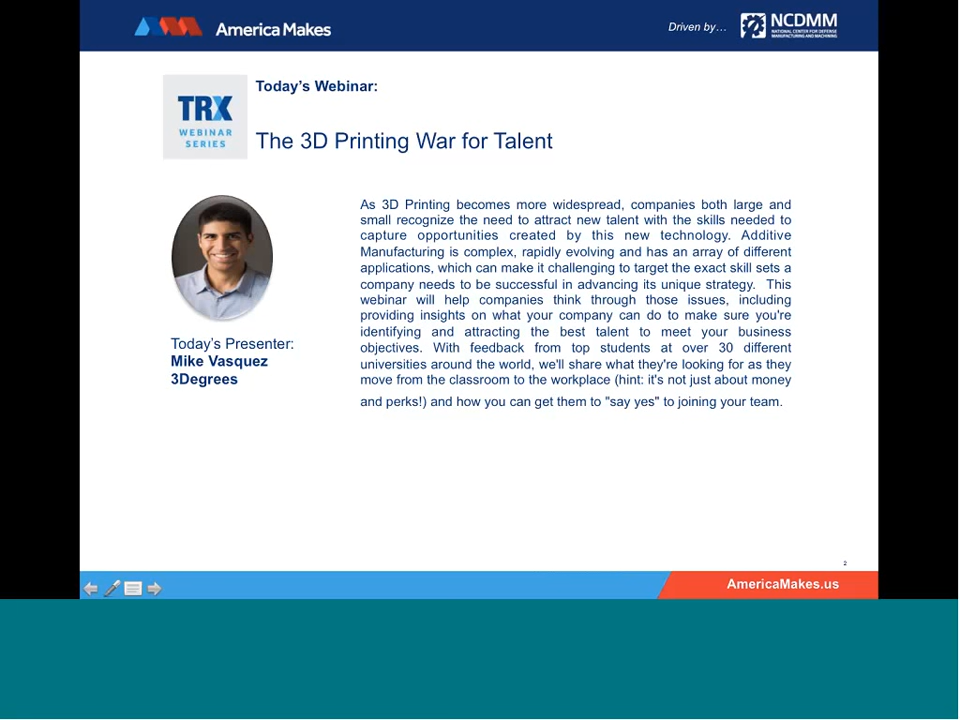 America Makes
Driven by…
NCDMM
NATIONAL CENTER FOR DEFENSE
MANUFACTURING AND MACHINING
TRX
WEBINAR
SERIES
Today's Webinar:
The 3D Printing War for Talent
As 3D Printing becomes more widespread, companies both large and
small recognize the need to attract new talent with the skills needed to
capture opportunities created by this new technology. Additive
Manufacturing is complex, rapidly evolving and has an array of different
applications, which can make it challenging to target the exact skill sets a
company needs to be successful in advancing its unique strategy. This
webinar will help companies think through those issues, including
providing insights on what your company can do to make sure you're
identifying and attracting the best talent to meet your business
objectives. With feedback from top students at over 30 different
universities around the world, we'll share what they're looking for as they
move from the classroom to the workplace (hint: it's not just about money
and perks!) and how you can get them to "say yes" to joining your team.
Today's Presenter:
Mike Vasquez
3Degrees
2
AmericaMakes.us